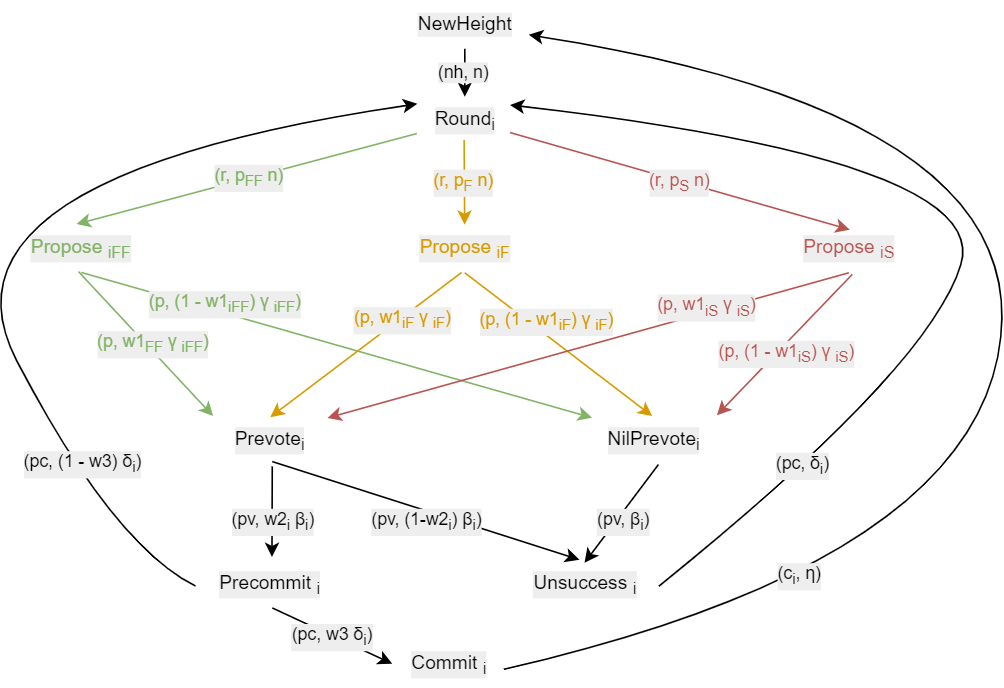 NewHeight
(nh, n)
Roundi
(r, pFF n)
(r, pF n)
(r, pS n)
Propose iFF
Propose iF
Propose iS
(p, (1 - w1iFF) γ iFF)
(p, w1iS γ iS)
(p, w1iF γ iF)
(p, (1 - w1iF) γ iF)
(p, w1FF γ iFF)
(p, (1 - w1iS) γ iS)
Prevotei
NilPrevotei
(pc, (1 - w3) δi)
(pc, δi)
(pv, w2i βi)
(pv, (1-w2i) βi)
(pv, βi)
(ci, η)
Precommit i
Unsuccess i
(pc, w3 δi)
Commit i